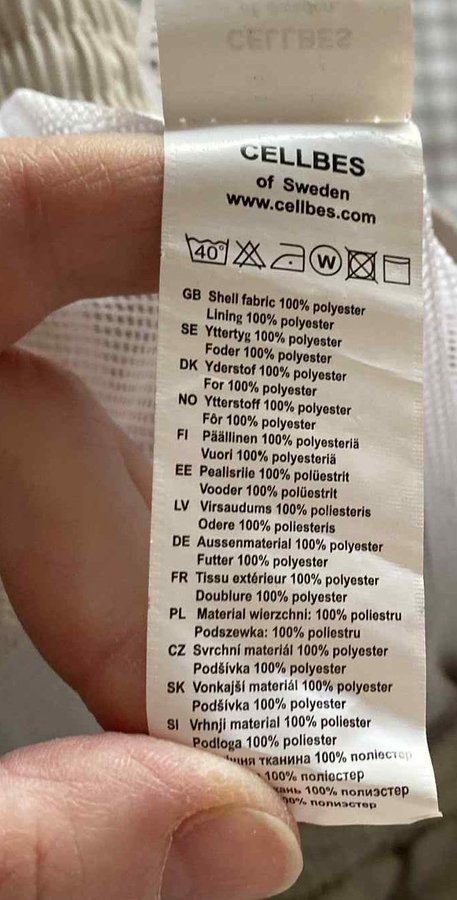 CELLBES
of Sweden
www.cellbes.com
40°
W
GB Shell fabric 100% polyester
Lining 100% polyester
SE Yttertyg 100% polyester
Foder 100% polyester
DK Yderstof 100% polyester
For 100% polyester
NO Ytterstoff 100% polyester
Fôr 100% polyester
FI Päällinen 100% polyesteriä
Vuori 100% polyesteriä
EE Pealisriie 100% polüestrit
Vooder 100% polüestrit
LV Virsaudums 100% poliesteris
Odere 100% poliesteris
DE Aussenmaterial 100% polyester
Futter 100% polyester
FR Tissu extérieur 100% polyester
Doublure 100% polyester
PL Material wierzchni: 100% poliestru
Podszewka: 100% poliestru
CZ Svrchní materiál 100% polyester
Podšívka 100% polyester
SK Vonkajší materiál 100% polyester
Podšívka 100% polyester
SI Vrhnji material 100% poliester
Podloga 100% poliester
тканина 100% поліестер
100% поліестер
100% полиэстер
полиэстер